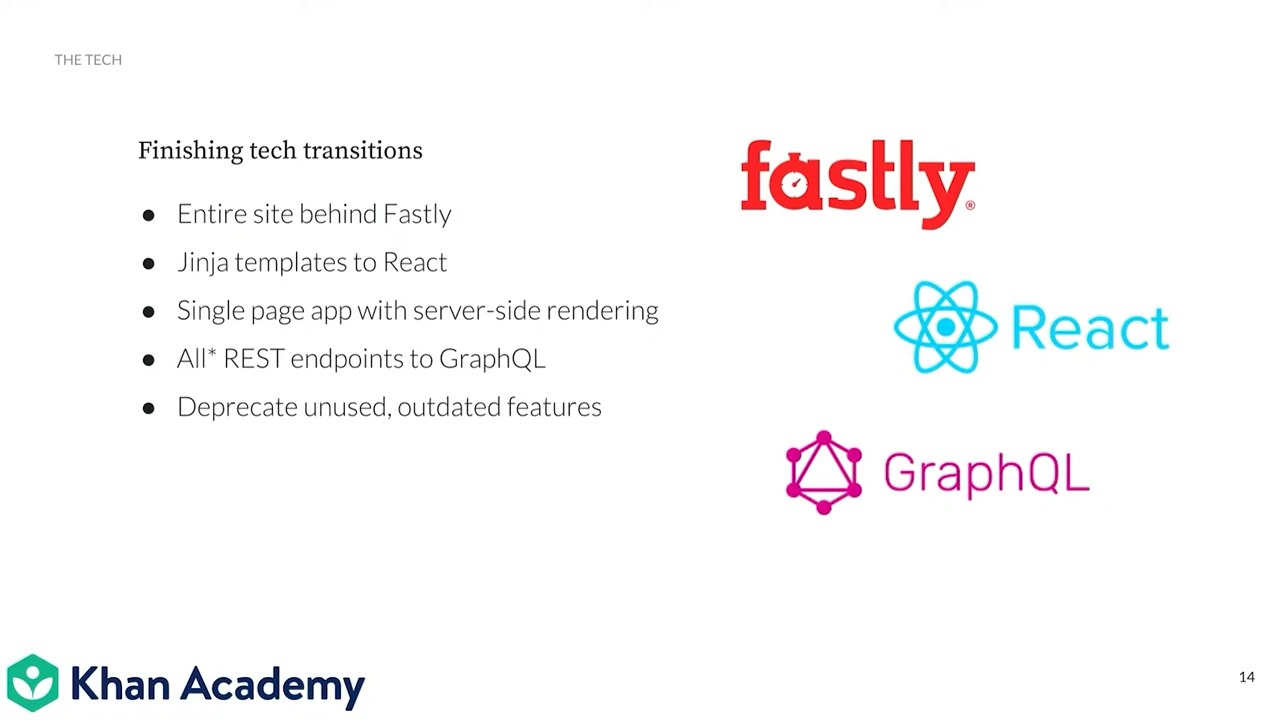 THE TECH
Finishing tech transitions
● Entire site behind Fastly
● Jinja templates to React
● Single page app with server-side rendering
● All* REST endpoints to GraphQL
● Deprecate unused, outdated features
fastly®
React
GraphQL
Khan Academy
14